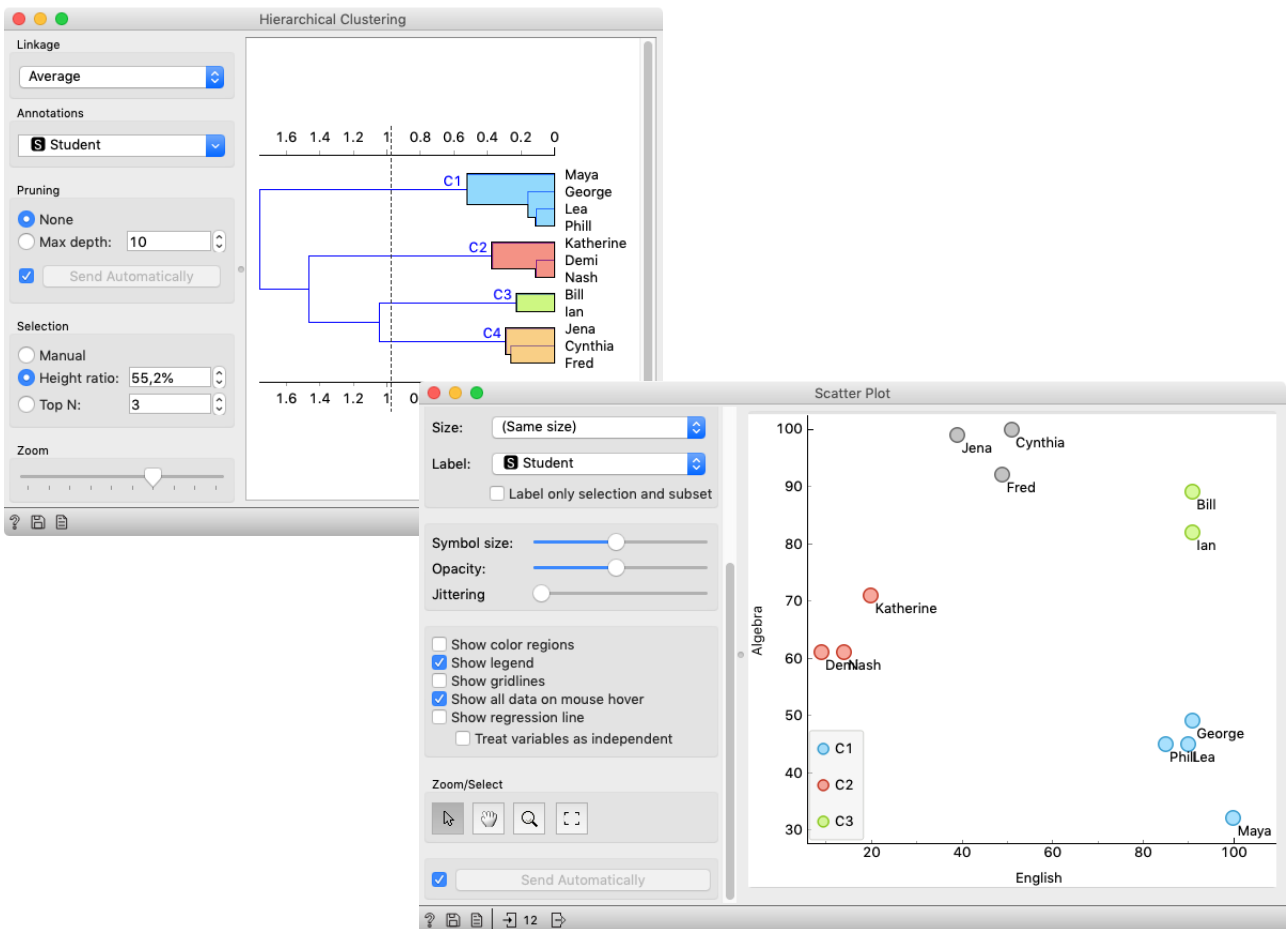 Hierarchical Clustering
Linkage
Average
Annotations
S Student
Pruning
None
Max depth: 10
Send Automatically
Selection
Manual
Height ratio: 55,2%
Top N: 3
Zoom
1.6 1.4 1.2 1 0.8 0.6 0.4 0.2 0
C1
Maya
George
Lea
Phill
C2
Katherine
Demi
Nash
C3
Bill
Ian
C4
Jena
Cynthia
Fred
1.6 1.4 1.2 1 0
?
Scatter Plot
Size: (Same size)
Label: S Student
Label only selection and subset
Symbol size:
Opacity:
Jittering
Show color regions
Show legend
Show gridlines
Show all data on mouse hover
Show regression line
Treat variables as independent
Zoom/Select
Send Automatically
? 12
100
90
80
70
60
50
40
30
Algebra
Jena
Cynthia
Fred
Bill
Ian
Katherine
Demi
Nash
George
Phill
Lea
Maya
C1
C2
C3
20 40 60 80 100
English